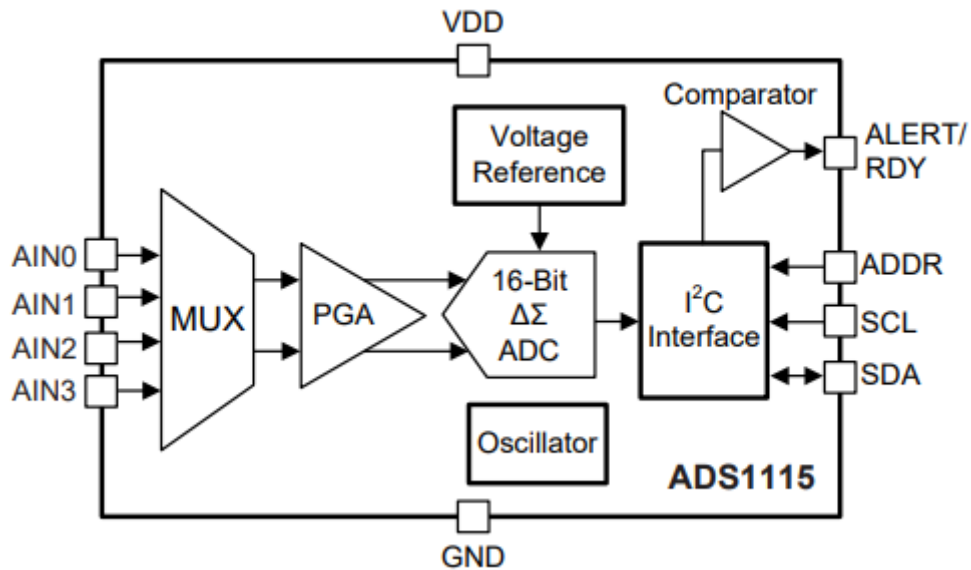 VDD
Comparator
ALERT/
RDY
Voltage
Reference
AIN0
AIN1
AIN2
AIN3
MUX
PGA
16-Bit
ΔΣ
ADC
I²C
Interface
ADDR
SCL
SDA
Oscillator
ADS1115
GND